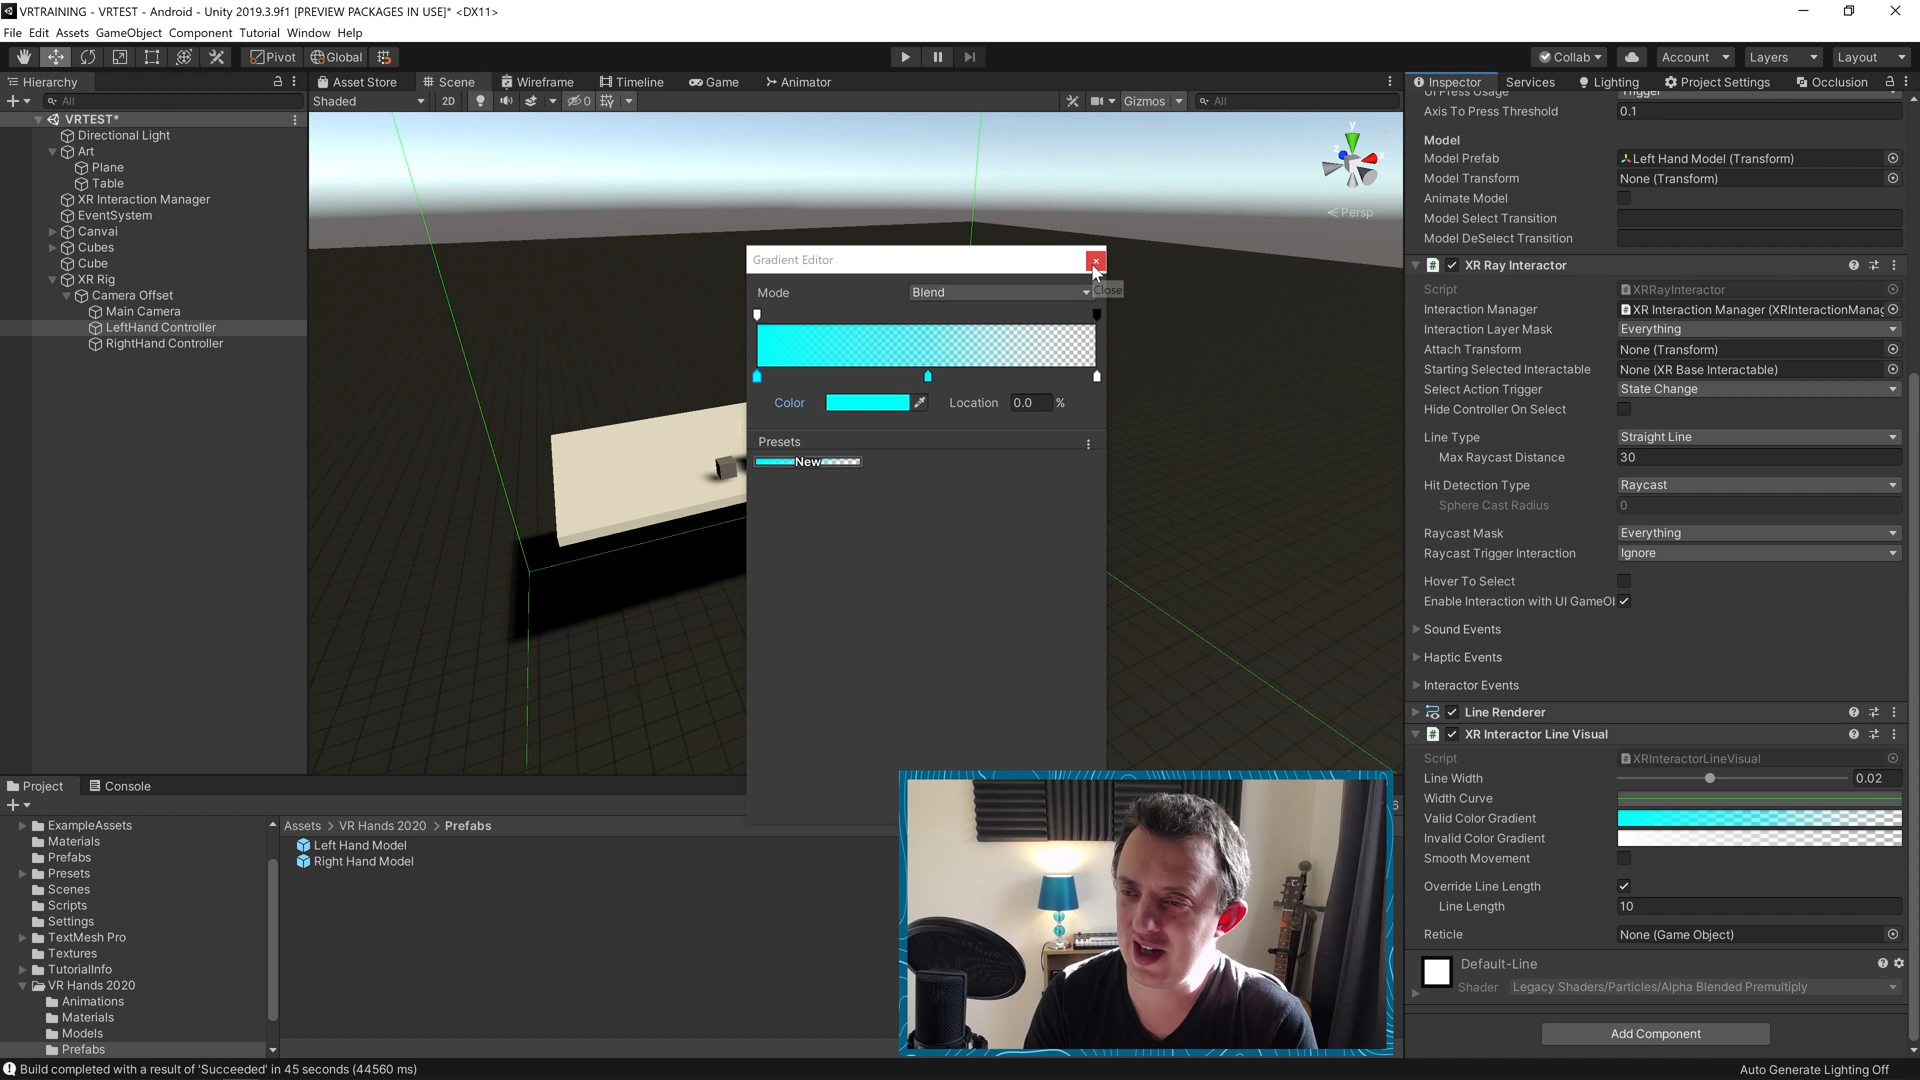 VRTRAINING - VRTEST - Android - Unity 2019.3.9f1 [PREVIEW PACKAGES IN USE]* <DX11>
File Edit Assets GameObject Component Tutorial Window Help
Pivot Global Collab Account Layers Layout
Hierarchy
All
VRTEST*
Directional Light
Art
Plane
Table
XR Interaction Manager
EventSystem
Canvai
Cubes
Cube
XR Rig
Camera Offset
Main Camera
LeftHand Controller
RightHand Controller
Asset Store Scene Wireframe Timeline Game Animator
Shaded 2D 0 Gizmos All
y
x
z
Persp
Gradient Editor
Close
Mode Blend
Color Location 0.0 %
Presets
New
Inspector Services Lighting Project Settings Occlusion
UI Press Usage Trigger
Axis To Press Threshold 0.1
Model
Model Prefab Left Hand Model (Transform)
Model Transform None (Transform)
Animate Model
Model Select Transition
Model DeSelect Transition
XR Ray Interactor
Script XRRayInteractor
Interaction Manager XR Interaction Manager (XRInteractionManag
Interaction Layer Mask Everything
Attach Transform None (Transform)
Starting Selected Interactable None (XR Base Interactable)
Select Action Trigger State Change
Hide Controller On Select
Line Type Straight Line
Max Raycast Distance 30
Hit Detection Type Raycast
Sphere Cast Radius 0
Raycast Mask Everything
Raycast Trigger Interaction Ignore
Hover To Select
Enable Interaction with UI GameOb
Sound Events
Haptic Events
Interactor Events
Line Renderer
XR Interactor Line Visual
Script XRInteractorLineVisual
Line Width 0.02
Width Curve
Valid Color Gradient
Invalid Color Gradient
Smooth Movement
Override Line Length
Line Length 10
Reticle None (Game Object)
Default-Line
Shader Legacy Shaders/Particles/Alpha Blended Premultiply
Add Component
Project Console
ExampleAssets
Materials
Prefabs
Presets
Scenes
Scripts
Settings
TextMesh Pro
Textures
TutorialInfo
VR Hands 2020
Animations
Materials
Models
Prefabs
Assets > VR Hands 2020 > Prefabs
Left Hand Model
Right Hand Model
6
Build completed with a result of 'Succeeded' in 45 seconds (44560 ms)
Auto Generate Lighting Off